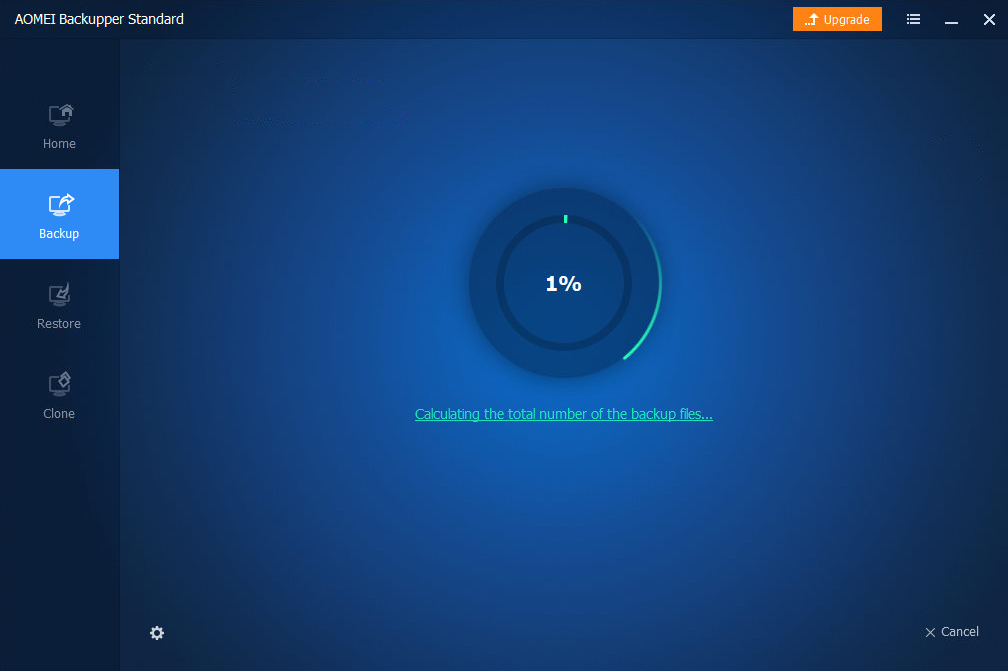 AOMEI Backupper Standard
Upgrade
Home
Backup
Restore
Clone
1%
Calculating the total number of the backup files...
Cancel